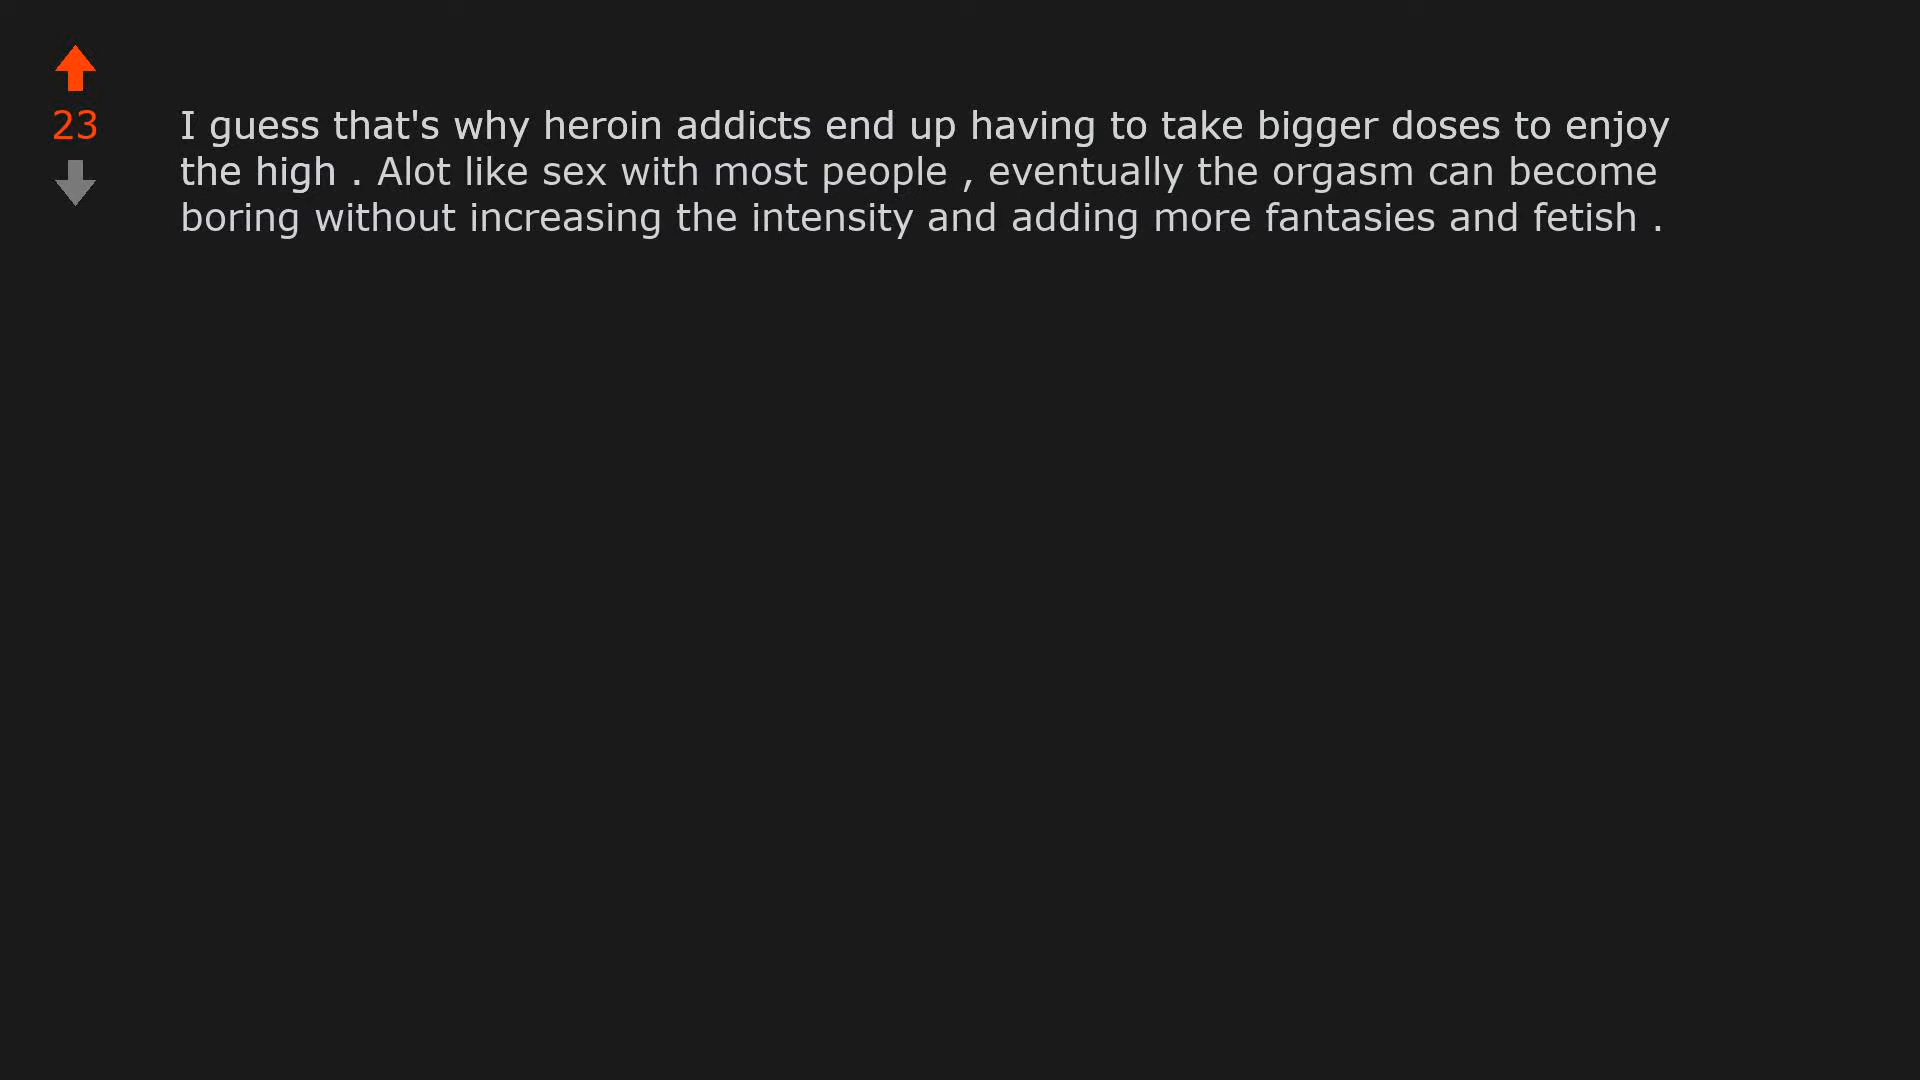 23
I guess that's why heroin addicts end up having to take bigger doses to enjoy
the high . Alot like sex with most people , eventually the orgasm can become
boring without increasing the intensity and adding more fantasies and fetish .